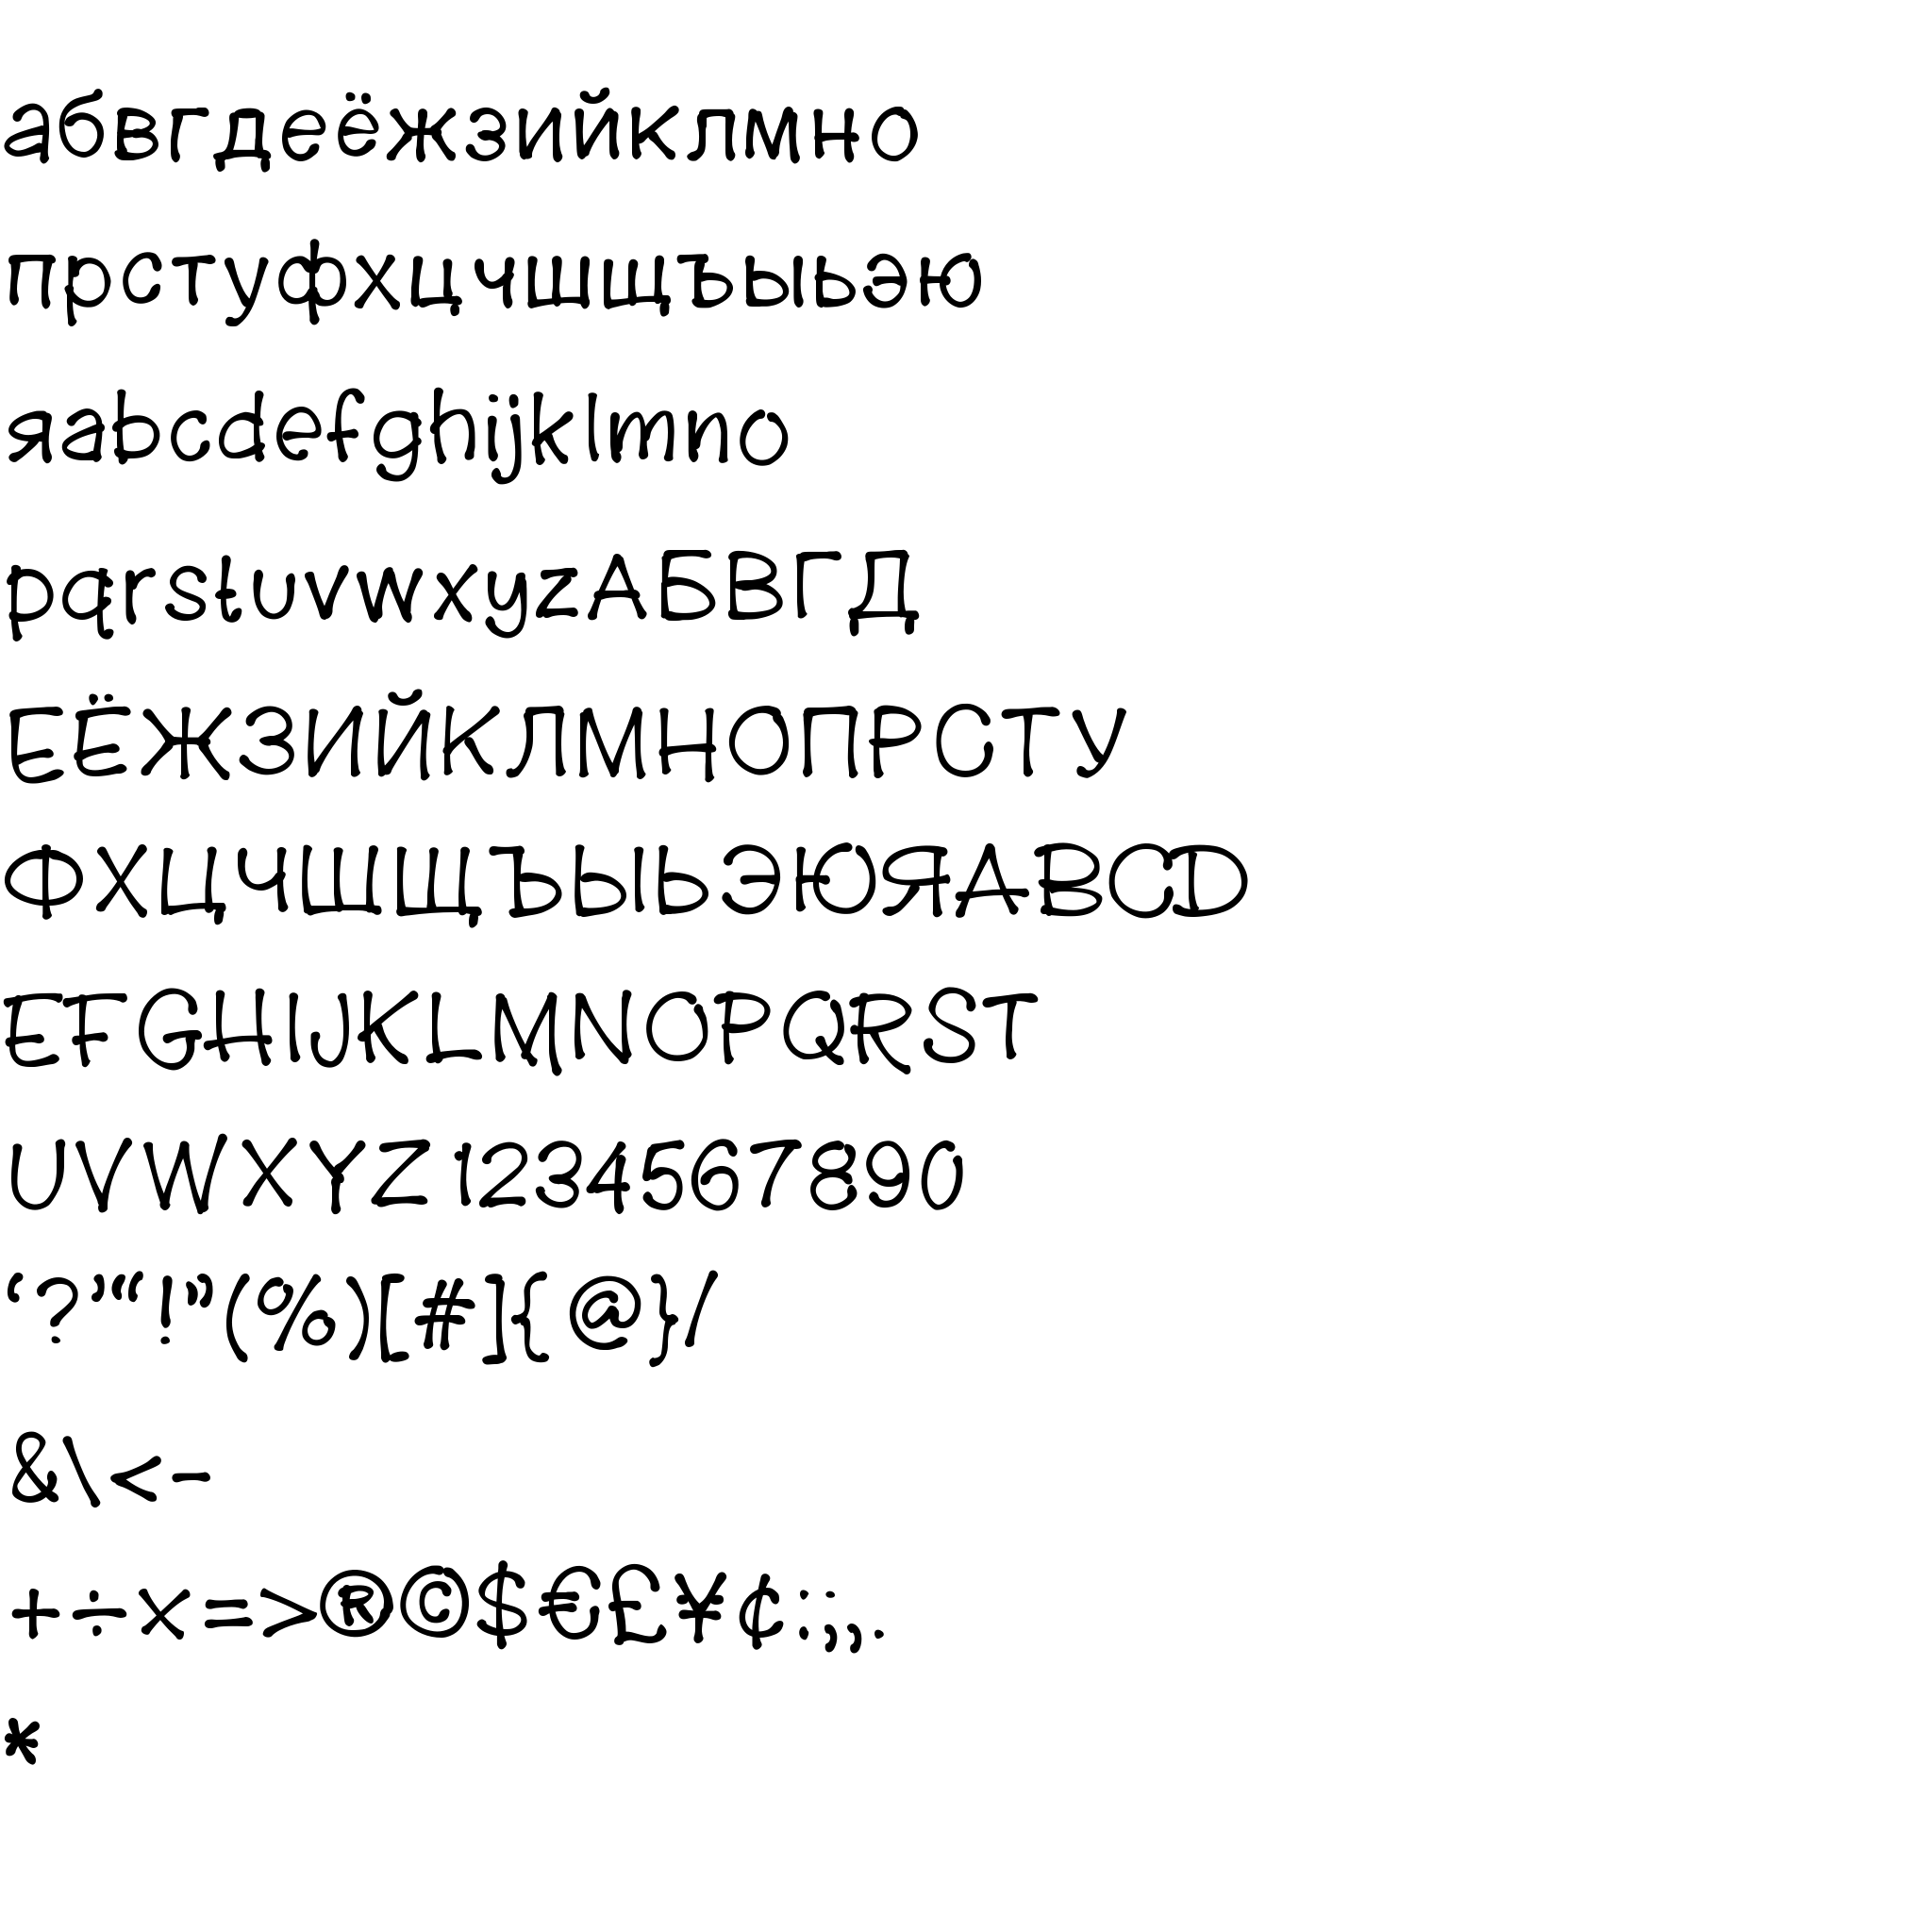 абвгдеёжзийклмно
прстуфхцчшщъыьэю
яabcdefghijklmno
pqrstuvwxyzАБВГД
ЕЁЖЗИЙКЛМНОПРСТУ
ФХЦЧШЩЪЫЬЭЮЯABCD
EFGHIJKLMNOPQRST
UVWXYZ1234567890
‘?’“!”(%)[#]{@}/
&\<-
+÷×=>®©$€£¥¢:;,.
*